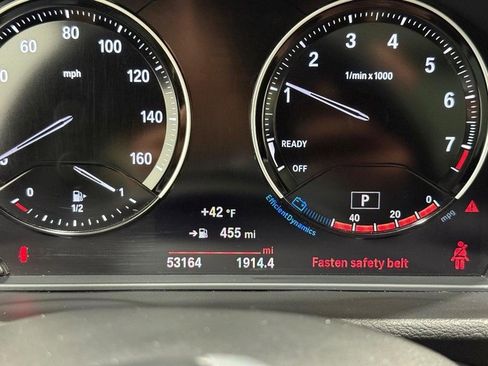 60
80
100
mph
120
140
160
0
1/2
1
2
3
4
5
6
7
1/min x1000
1
READY
OFF
P
40
20
0
mpg
EfficientDynamics
+42 °F
455 mi
mi
53164
1914.4
Fasten safety belt